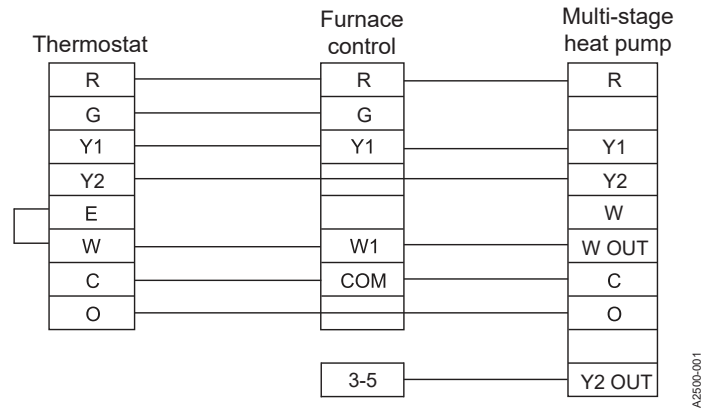 Thermostat
R
G
Y1
Y2
E
W
C
O
Furnace
control
R
G
Y1
W1
COM
3-5
Multi-stage
heat pump
R
Y1
Y2
W
W OUT
C
O
Y2 OUT
A2500-001